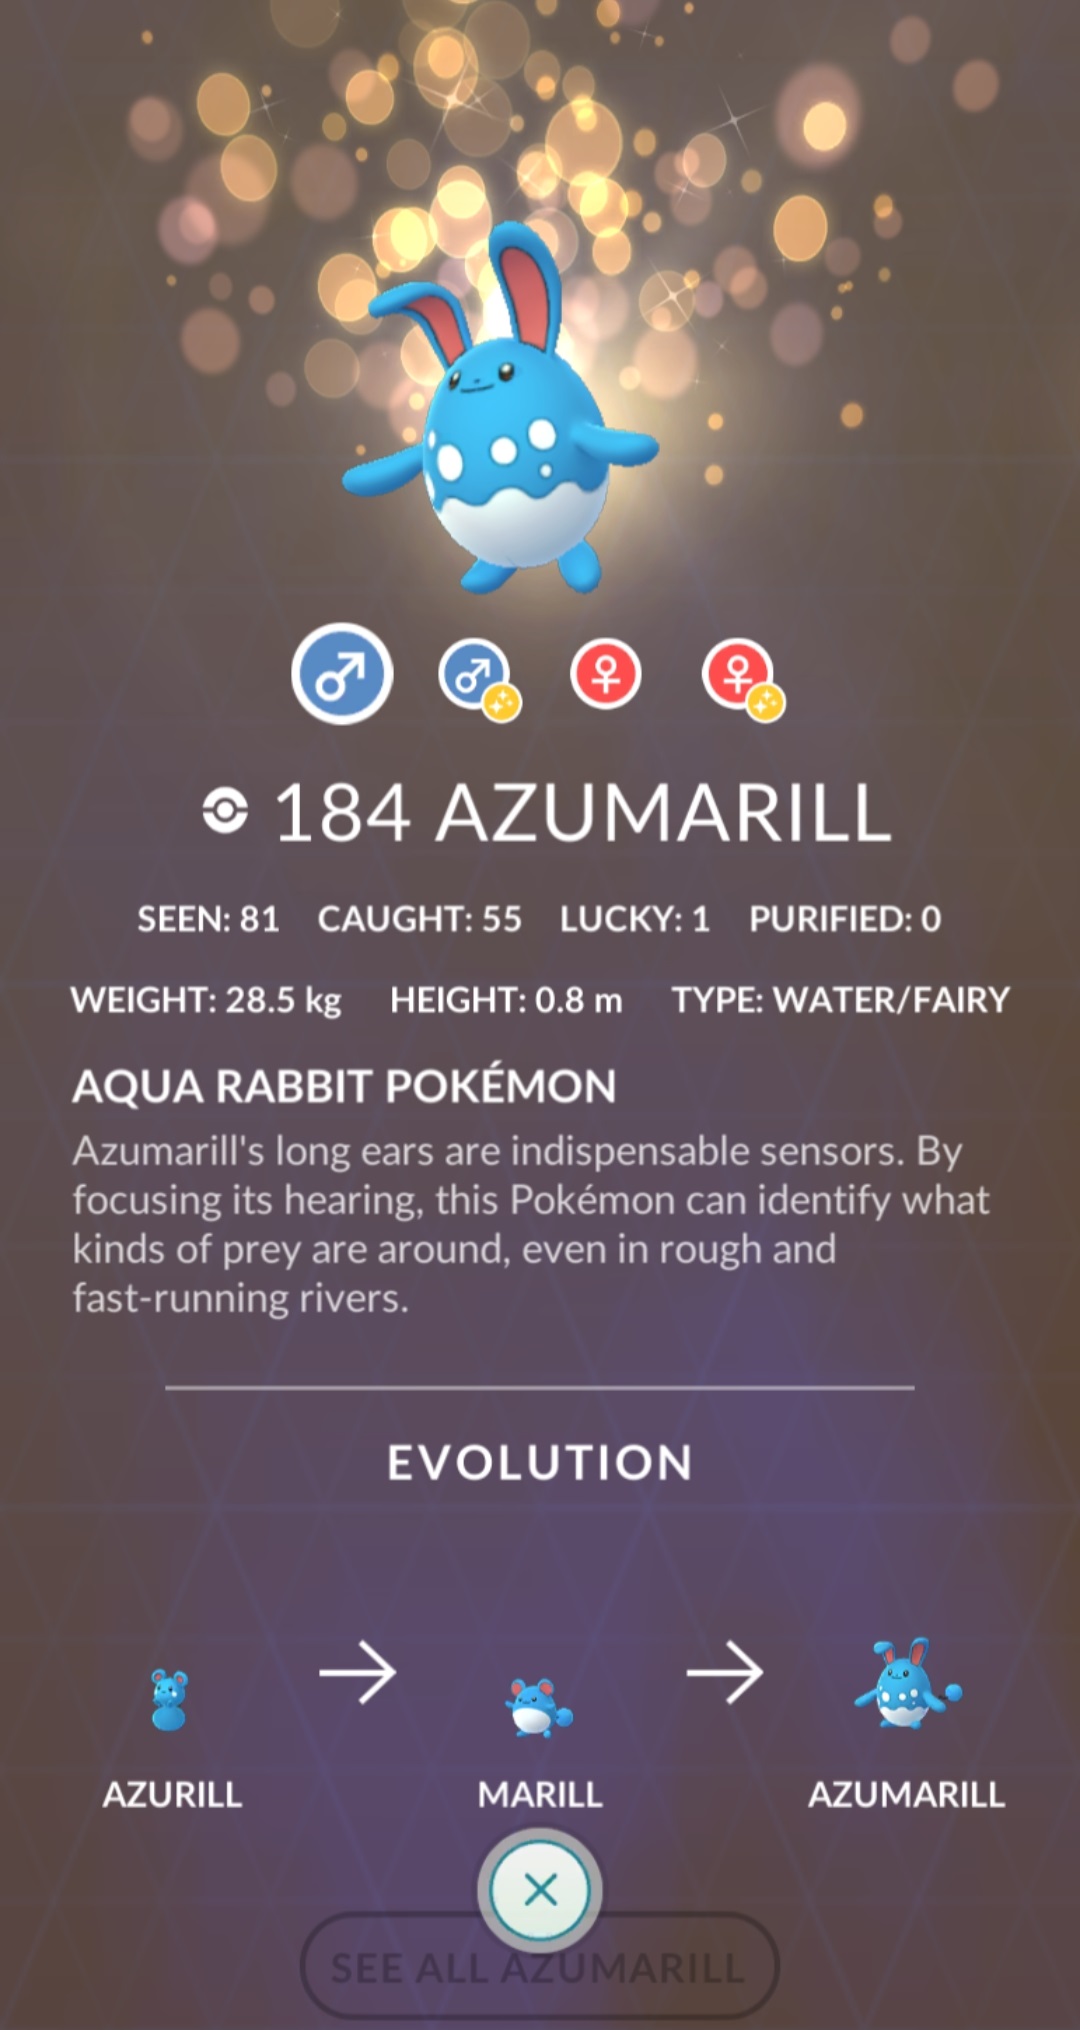 184 AZUMARILL
SEEN: 81 CAUGHT: 55 LUCKY: 1 PURIFIED: 0
WEIGHT: 28.5 kg HEIGHT: 0.8 m TYPE: WATER/FAIRY
AQUA RABBIT POKÉMON
Azumarill's long ears are indispensable sensors. By
focusing its hearing, this Pokémon can identify what
kinds of prey are around, even in rough and
fast-running rivers.
EVOLUTION
AZURILL MARILL AZUMARILL
SEE ALL AZUMARILL